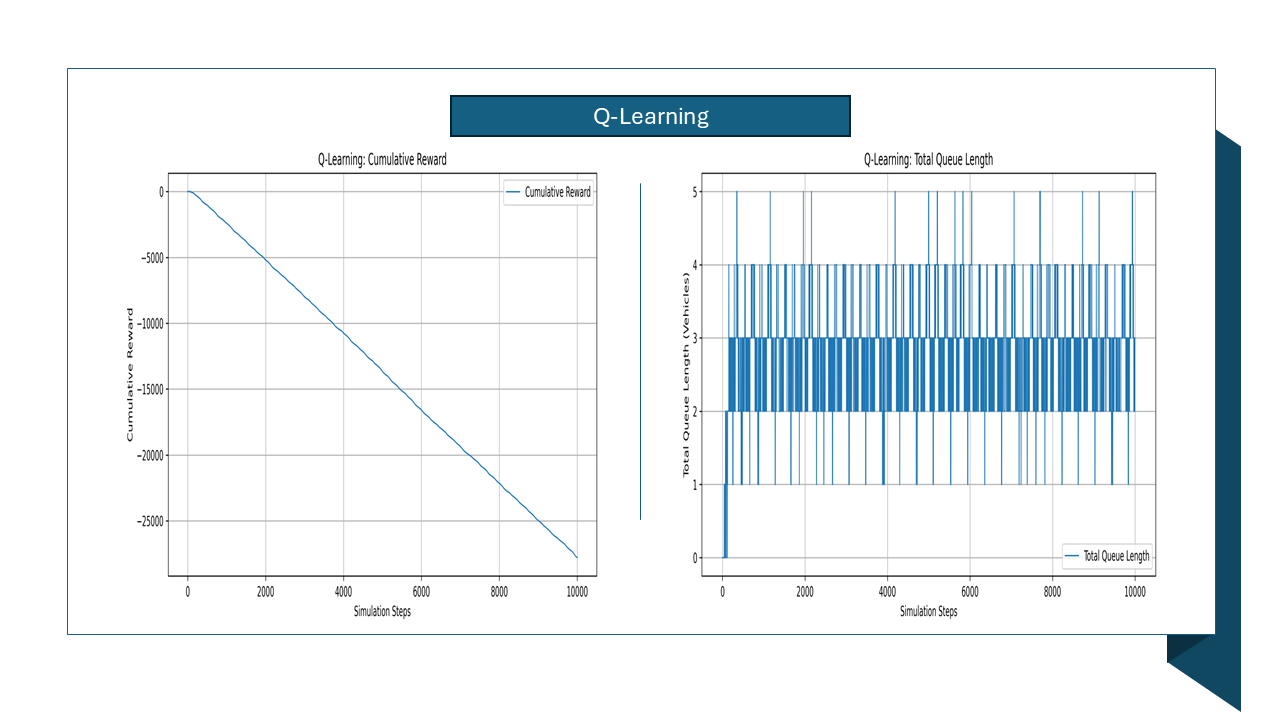 Q-Learning
Q-Learning: Cumulative Reward
Cumulative Reward
Cumulative Reward
0
−5000
−10000
−15000
−20000
−25000
0 2000 4000 6000 8000 10000
Simulation Steps
Q-Learning: Total Queue Length
Total Queue Length (Vehicles)
5
4
3
2
1
0
Total Queue Length
0 2000 4000 6000 8000 10000
Simulation Steps